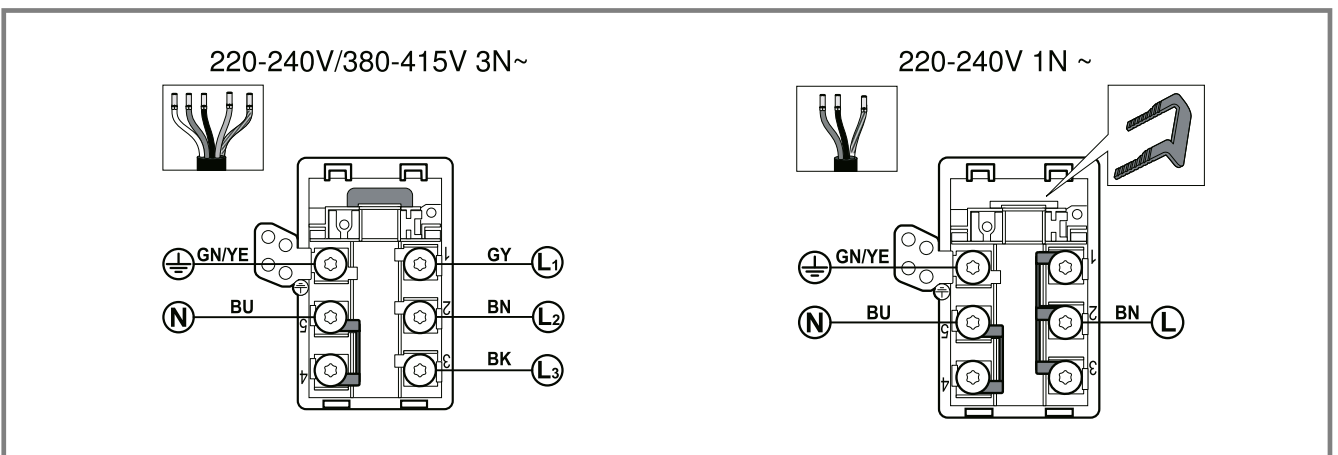 220-240V/380-415V 3N~
GN/YE
GY
L1
1
N
BU
5
2
BN
L2
4
3
BK
L3
220-240V 1N ~
GN/YE
1
N
BU
5
2
BN
L
4
3